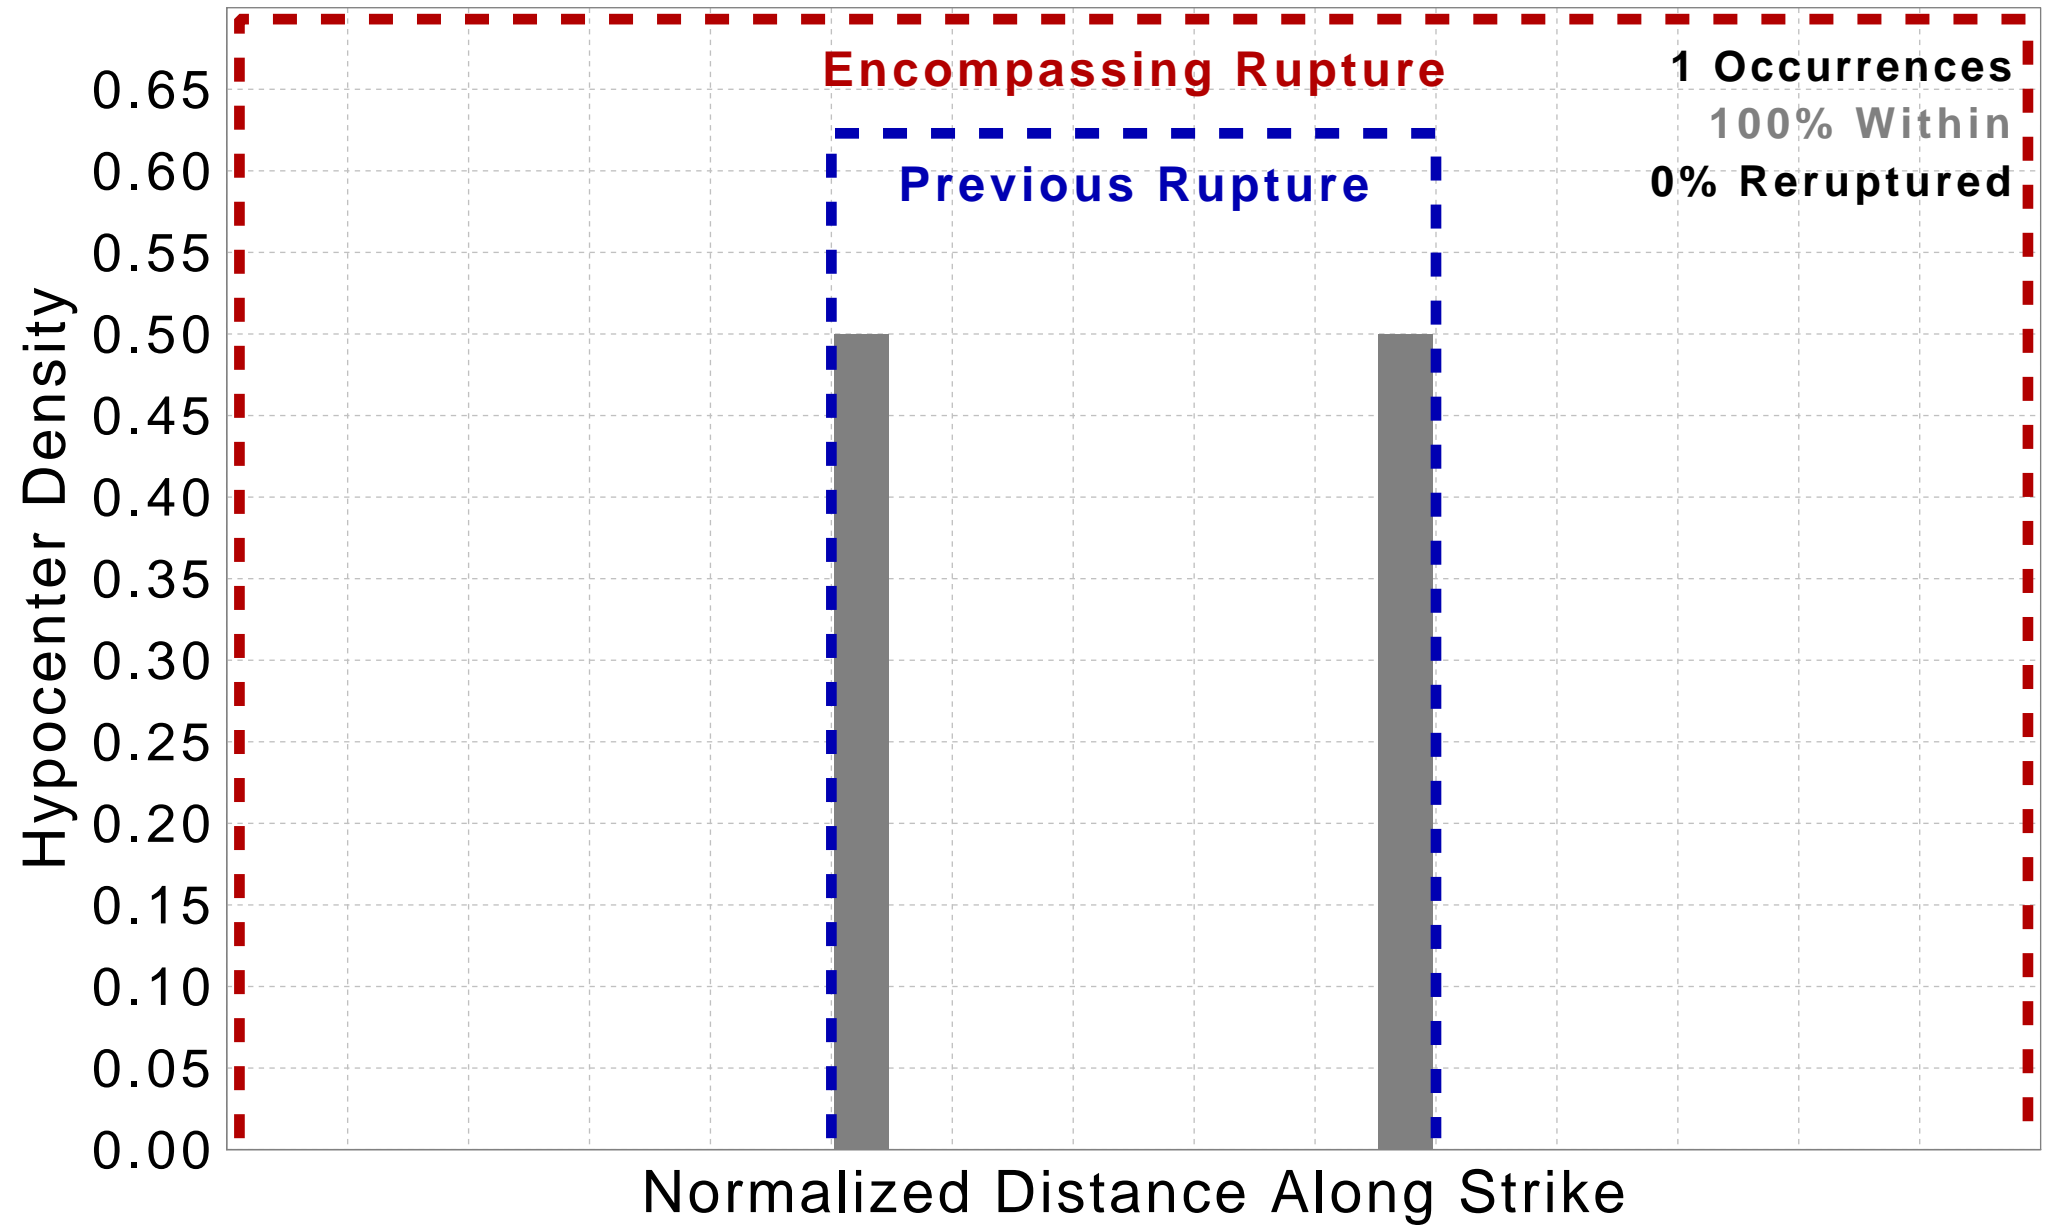 Encompassing Rupture
1 Occurrences
100% Within
0% Reruptured
Previous Rupture
Hypocenter Density
0.65
0.60
0.55
0.50
0.45
0.40
0.35
0.30
0.25
0.20
0.15
0.10
0.05
0.00
Normalized Distance Along Strike